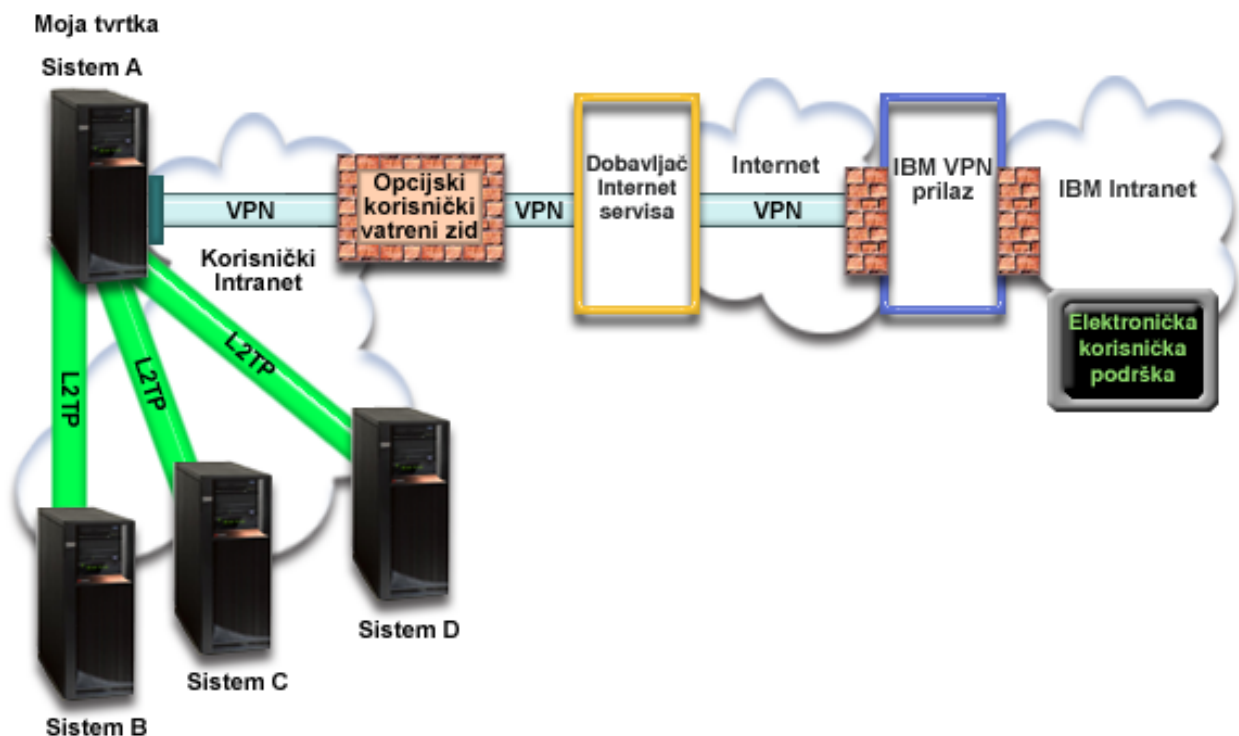 Moja tvrtka
Sistem A
VPN
Korisnički
Intranet
Opcijski
korisnički
vatreni zid
VPN
Dobavljač
Internet
servisa
Internet
VPN
IBM VPN
prilaz
IBM Intranet
Elektronička
korisnička
podrška
L2TP
L2TP
L2TP
Sistem D
Sistem C
Sistem B